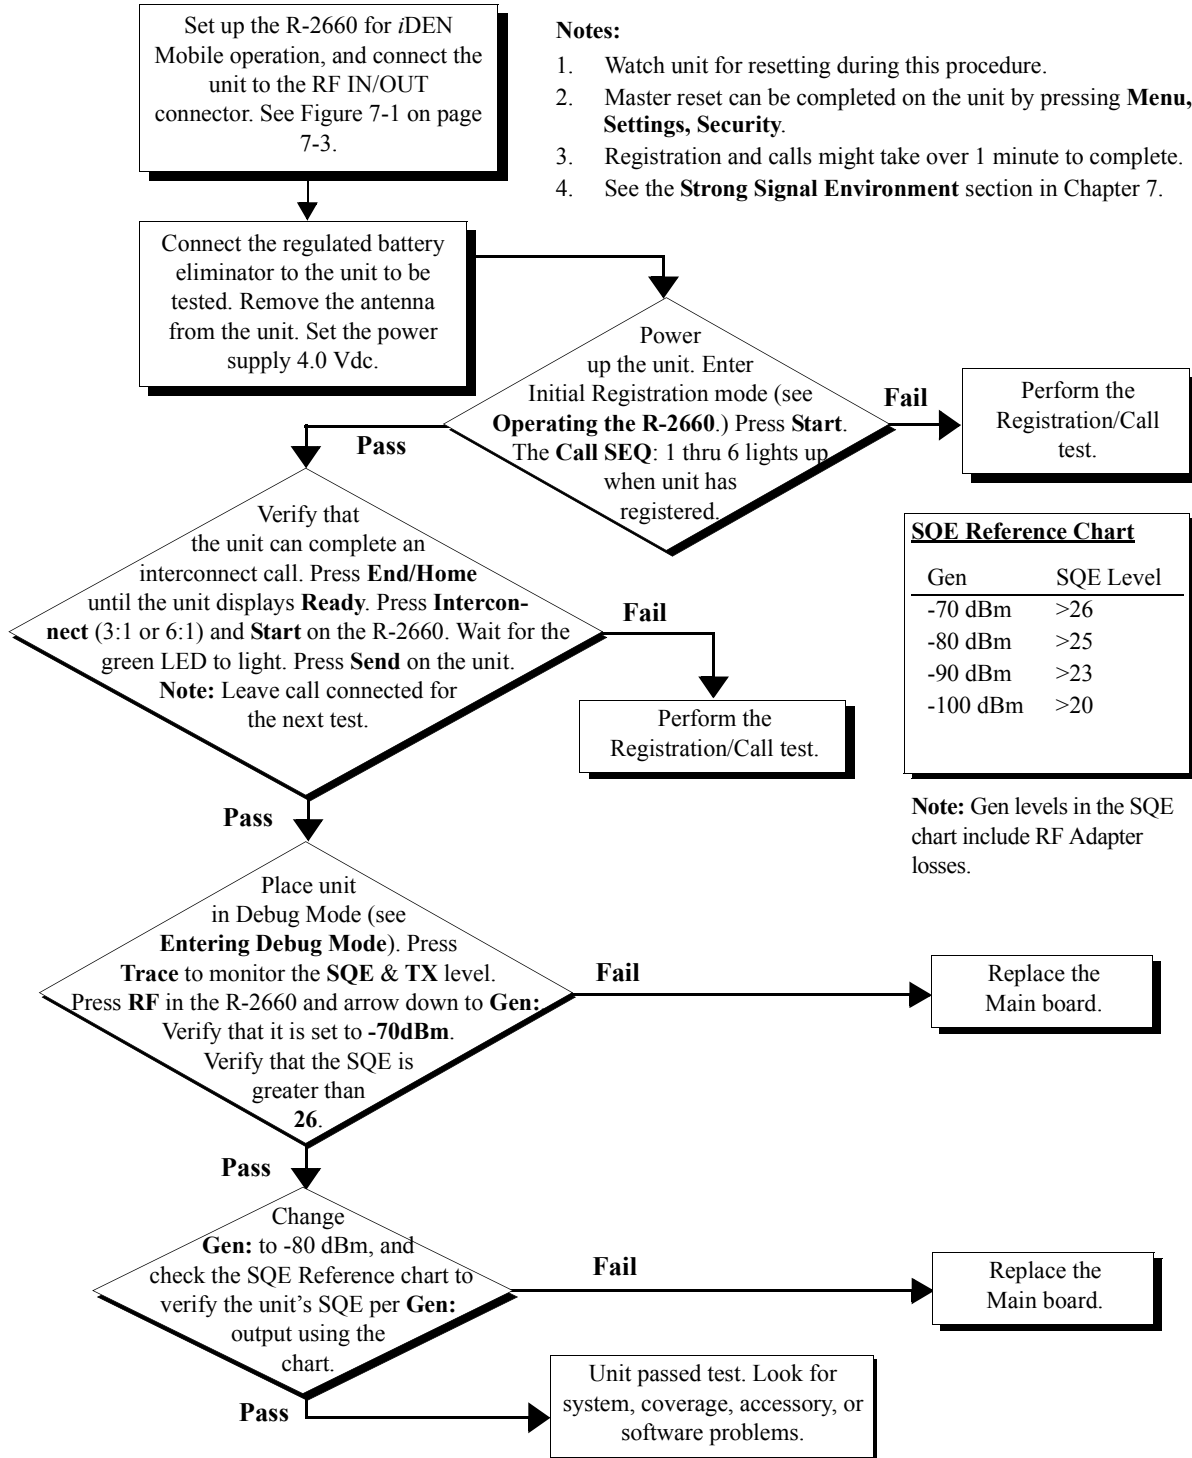 Set up the R-2660 for iDEN
Mobile operation, and connect the
unit to the RF IN/OUT
connector. See Figure 7-1 on page
7-3.
Notes:
1. Watch unit for resetting during this procedure.
2. Master reset can be completed on the unit by pressing Menu,
Settings, Security.
3. Registration and calls might take over 1 minute to complete.
4. See the Strong Signal Environment section in Chapter 7.
Connect the regulated battery
eliminator to the unit to be
tested. Remove the antenna
from the unit. Set the power
supply 4.0 Vdc.
Power
up the unit. Enter
Initial Registration mode (see
Operating the R-2660.) Press Start.
The Call SEQ: 1 thru 6 lights up
when unit has
registered.
Fail
Perform the
Registration/Call
test.
Pass
Verify that
the unit can complete an
interconnect call. Press End/Home
until the unit displays Ready. Press Intercon-
nect (3:1 or 6:1) and Start on the R-2660. Wait for the
green LED to light. Press Send on the unit.
Note: Leave call connected for
the next test.
Fail
Perform the
Registration/Call test.
SQE Reference Chart
Gen SQE Level
-70 dBm >26
-80 dBm >25
-90 dBm >23
-100 dBm >20
Note: Gen levels in the SQE
chart include RF Adapter
losses.
Pass
Place unit
in Debug Mode (see
Entering Debug Mode). Press
Trace to monitor the SQE & TX level.
Press RF in the R-2660 and arrow down to Gen:
Verify that it is set to -70dBm.
Verify that the SQE is
greater than
26.
Fail
Replace the
Main board.
Pass
Change
Gen: to -80 dBm, and
check the SQE Reference chart to
verify the unit's SQE per Gen:
output using the
chart.
Fail
Replace the
Main board.
Pass
Unit passed test. Look for
system, coverage, accessory, or
software problems.